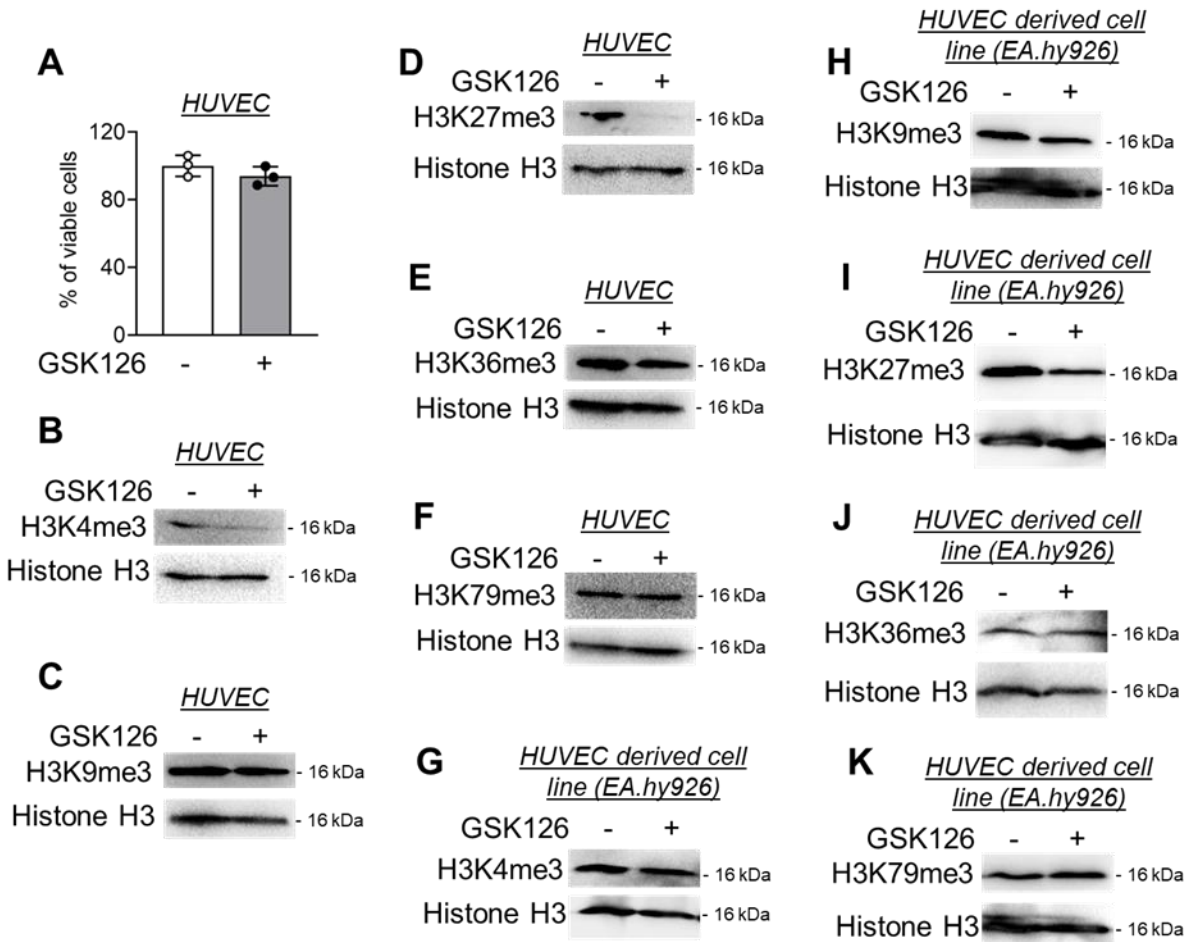 A
HUVEC
120
80
40
0
% of viable cells
GSK126 - +
B
HUVEC
GSK126 - +
H3K4me3 - 16 kDa
Histone H3 - 16 kDa
C
HUVEC
GSK126 - +
H3K9me3 - 16 kDa
Histone H3 - 16 kDa
D
HUVEC
GSK126 - +
H3K27me3 - 16 kDa
Histone H3 - 16 kDa
E
HUVEC
GSK126 - +
H3K36me3 - 16 kDa
Histone H3 - 16 kDa
F
HUVEC
GSK126 - +
H3K79me3 - 16 kDa
Histone H3 - 16 kDa
G
HUVEC derived cell
line (EA.hy926)
GSK126 - +
H3K4me3 - 16 kDa
Histone H3 - 16 kDa
H
HUVEC derived cell
line (EA.hy926)
GSK126 - +
H3K9me3 - 16 kDa
Histone H3 - 16 kDa
I
HUVEC derived cell
line (EA.hy926)
GSK126 - +
H3K27me3 - 16 kDa
Histone H3 - 16 kDa
J
HUVEC derived cell
line (EA.hy926)
GSK126 - +
H3K36me3 - 16 kDa
Histone H3 - 16 kDa
K
HUVEC derived cell
line (EA.hy926)
GSK126 - +
H3K79me3 - 16 kDa
Histone H3 - 16 kDa